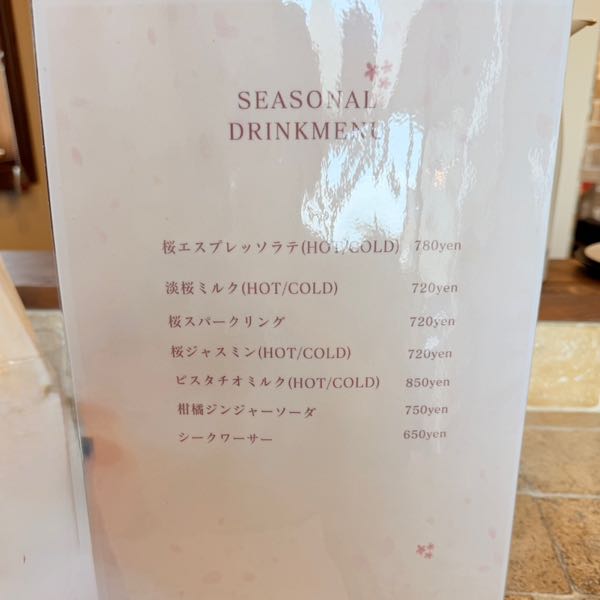 SEASONAL
DRINKMENU
桜エスプレッソラテ(HOT/COLD) 780yen
淡桜ミルク(HOT/COLD) 720yen
桜スパークリング 720yen
桜ジャスミン(HOT/COLD) 720yen
ピスタチオミルク(HOT/COLD) 850yen
柑橘ジンジャーソーダ 750yen
シークワーサー 650yen